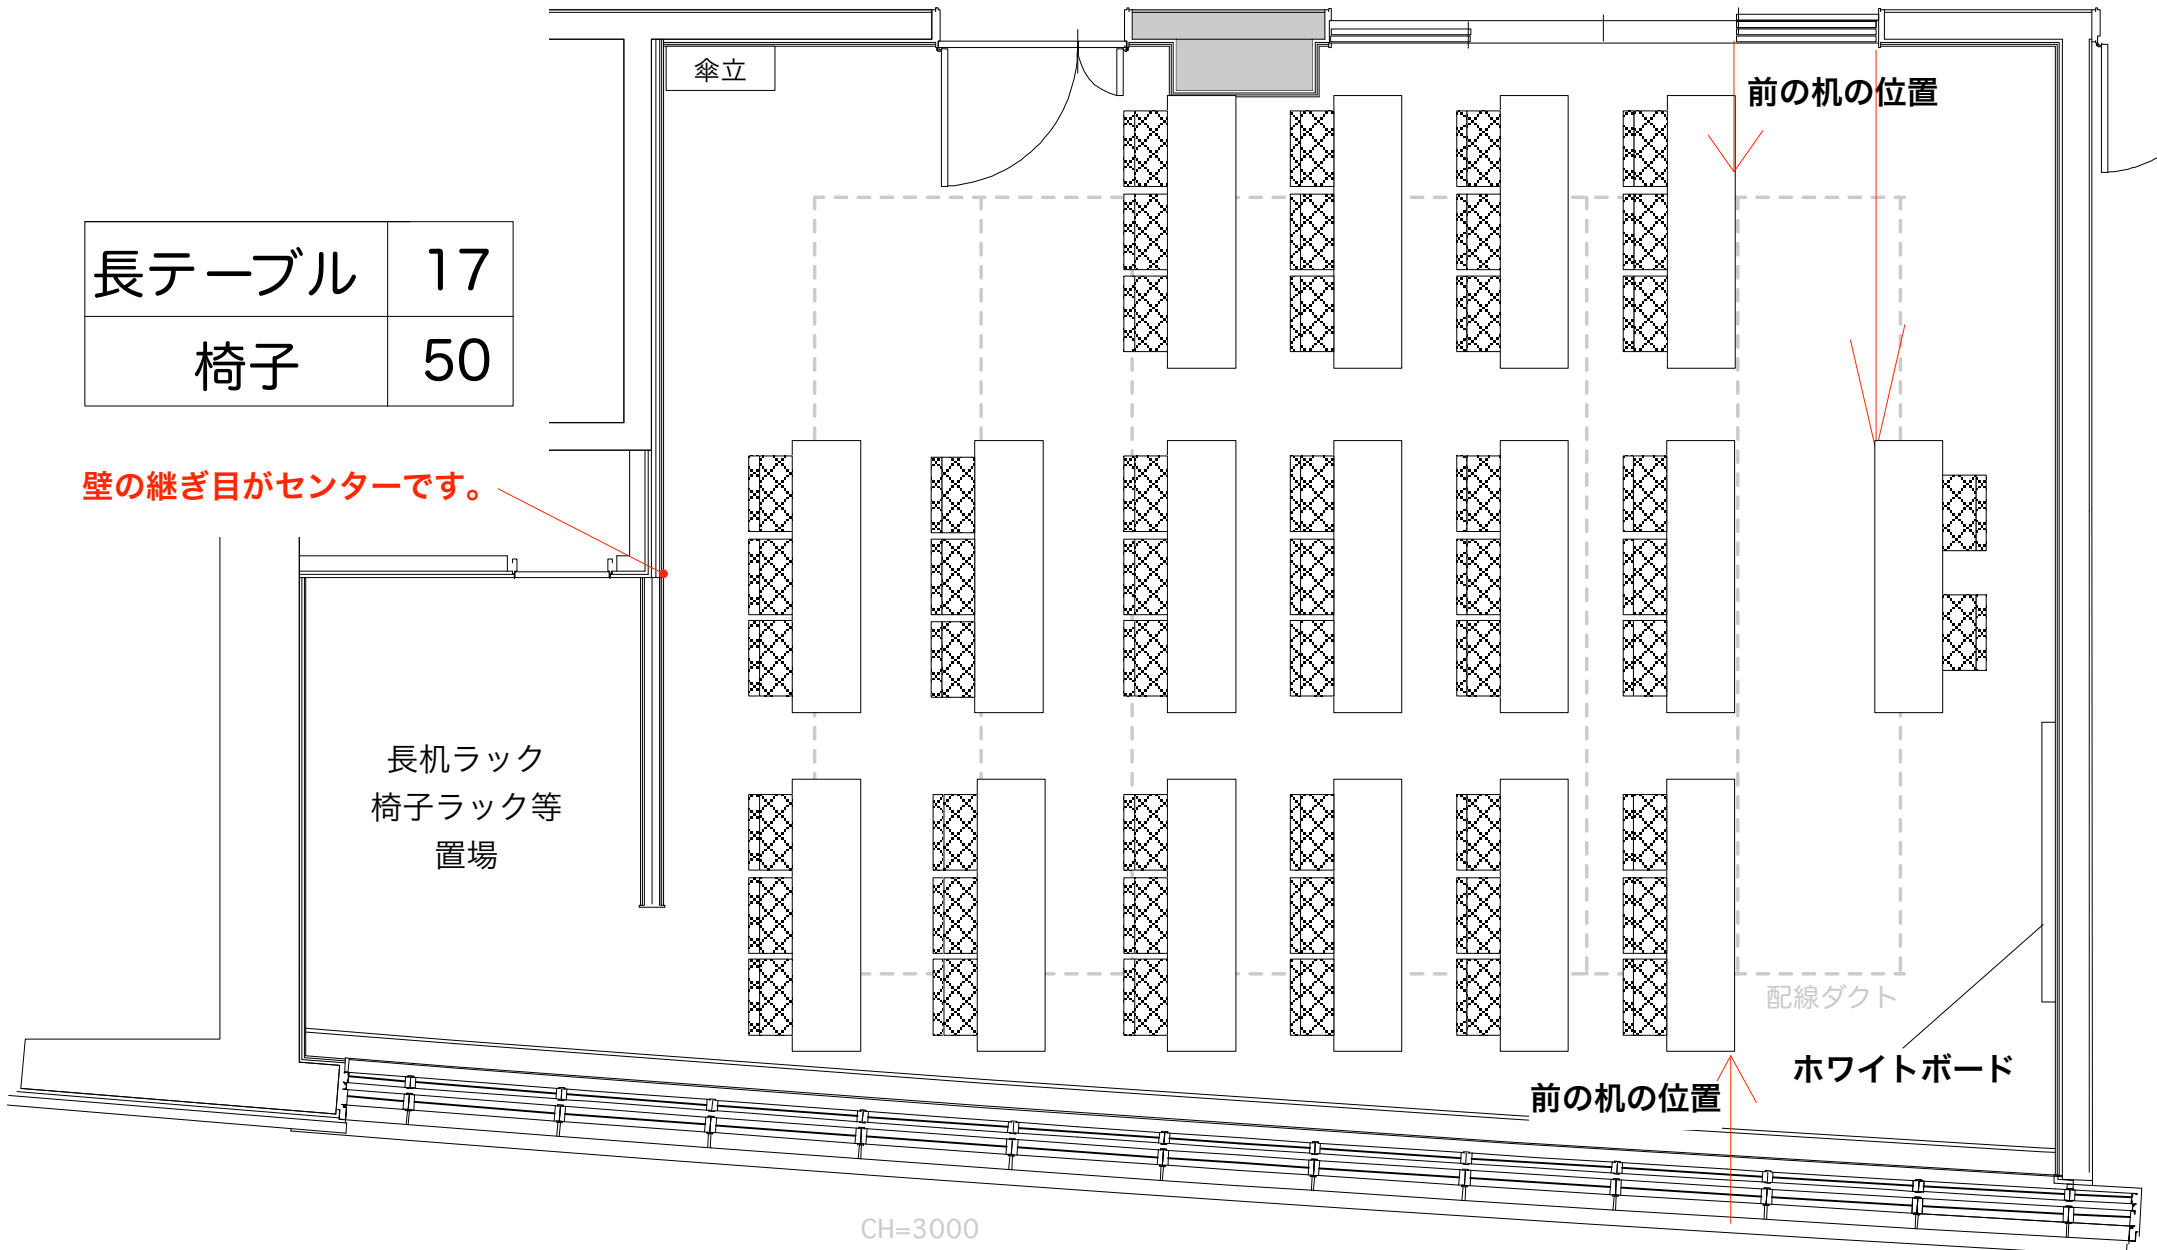 傘立
前の机の位置
長テーブル 17
椅子 50
壁の継ぎ目がセンターです。
長机ラック
椅子ラック等
置場
配線ダクト
ホワイトボード
前の机の位置
CH=3000